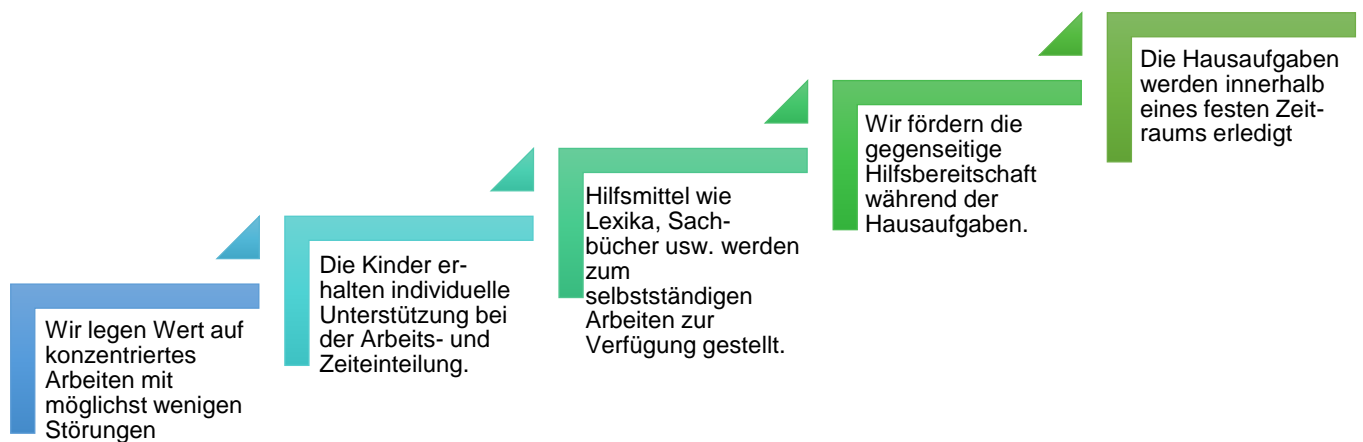 Wir legen Wert auf
konzentriertes
Arbeiten mit
möglichst wenigen
Störungen
Die Kinder er-
halten individuelle
Unterstützung bei
der Arbeits- und
Zeiteinteilung.
Hilfsmittel wie
Lexika, Sach-
bücher usw. werden
zum
selbstständigen
Arbeiten zur
Verfügung gestellt.
Wir fördern die
gegenseitige
Hilfsbereitschaft
während der
Hausaufgaben.
Die Hausaufgaben
werden innerhalb
eines festen Zeit-
raums erledigt